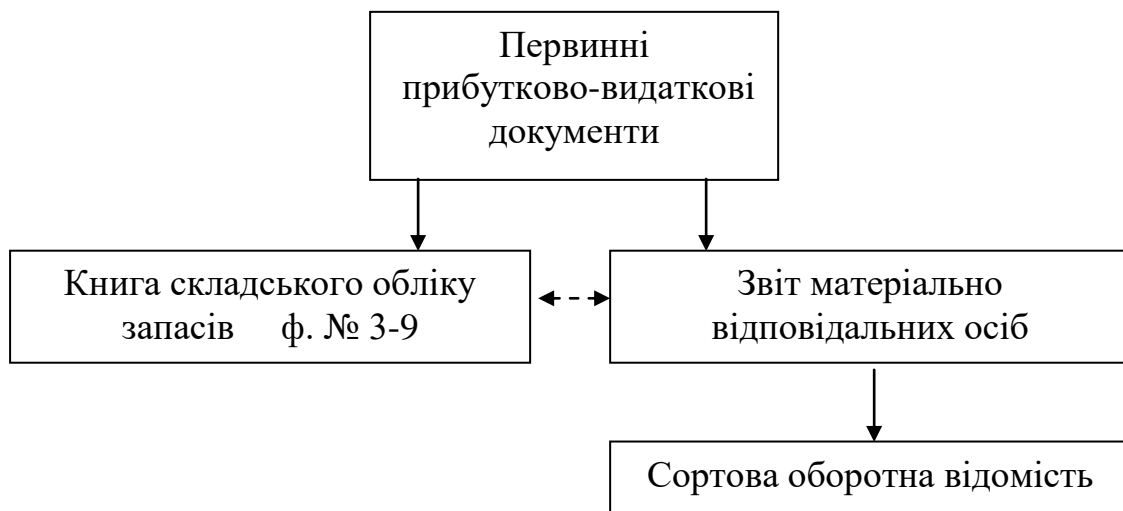 Первинні
прибутково-видаткові
документи
Книга складського обліку
запасів ф. № 3-9
Звіт матеріально
відповідальних осіб
Сортова оборотна відомість